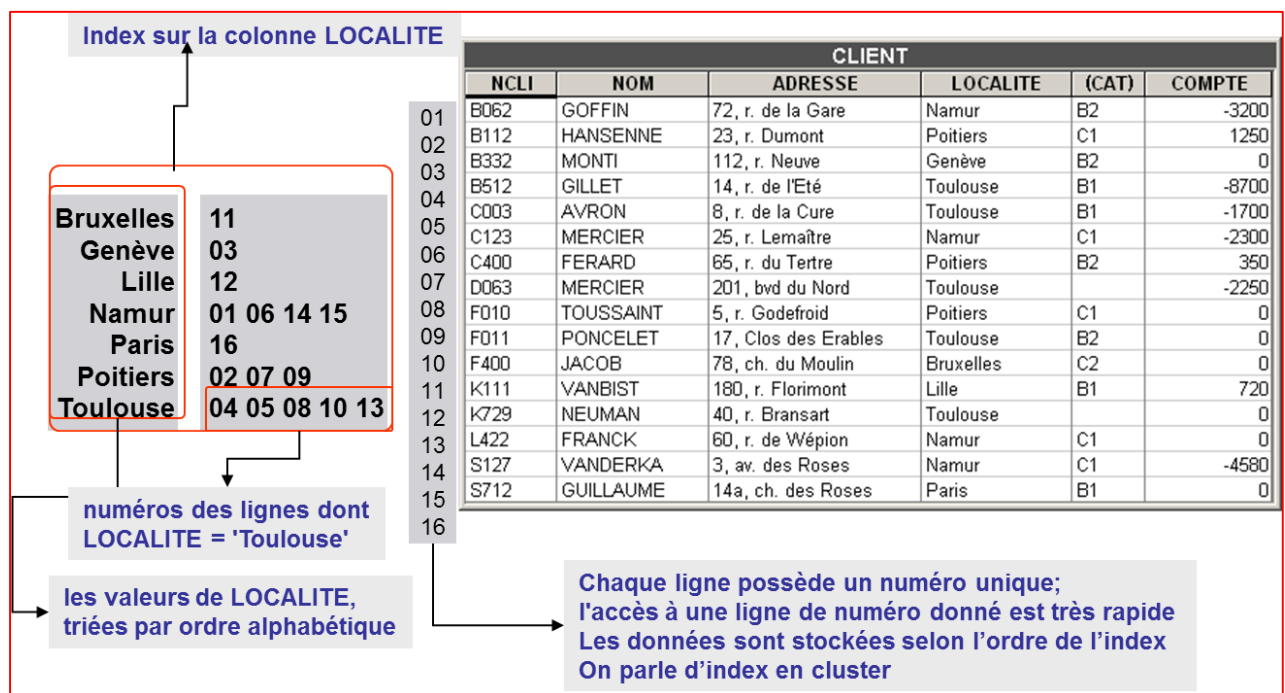 Index sur la colonne LOCALITE
CLIENT
NCLI NOM ADRESSE LOCALITE (CAT) COMPTE
01 B062 GOFFIN 72, r. de la Gare Namur B2 -3200
02 B112 HANSENNE 23, r. Dumont Poitiers C1 1250
03 B332 MONTI 112, r. Neuve Genève B2 0
04 B512 GILLET 14, r. de l'Eté Toulouse B1 -8700
05 C003 AVRON 8, r. de la Cure Toulouse B1 -1700
06 C123 MERCIER 25, r. Lemaître Namur C1 -2300
07 C400 FERARD 65, r. du Tertre Poitiers B2 350
08 D063 MERCIER 201, bvd du Nord Toulouse -2250
09 F010 TOUSSAINT 5, r. Godefroid Poitiers C1 0
10 F011 PONCELET 17, Clos des Erables Toulouse B2 0
11 F400 JACOB 78, ch. du Moulin Bruxelles C2 0
12 K111 VANBIST 180, r. Florimont Lille B1 720
13 K729 NEUMAN 40, r. Bransart Toulouse 0
14 L422 FRANCK 60, r. de Wépion Namur C1 0
15 S127 VANDERKA 3, av. des Roses Namur C1 -4580
16 S712 GUILLAUME 14a, ch. des Roses Paris B1 0
Bruxelles 11
Genève 03
Lille 12
Namur 01 06 14 15
Paris 16
Poitiers 02 07 09
Toulouse 04 05 08 10 13
numéros des lignes dont
LOCALITE = 'Toulouse'
les valeurs de LOCALITE,
triées par ordre alphabétique
Chaque ligne possède un numéro unique;
l'accès à une ligne de numéro donné est très rapide
Les données sont stockées selon l'ordre de l'index
On parle d'index en cluster